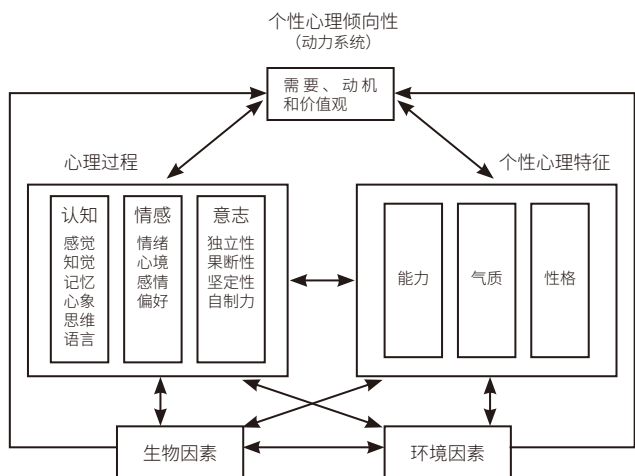 个性心理倾向性
（动力系统）
需要、动机
和价值观
心理过程
个性心理特征
认知
感觉
知觉
记忆
心象
思维
语言
情感
情绪
心境
感情
偏好
意志
独立性
果断性
坚定性
自制力
能力
气质
性格
生物因素
环境因素